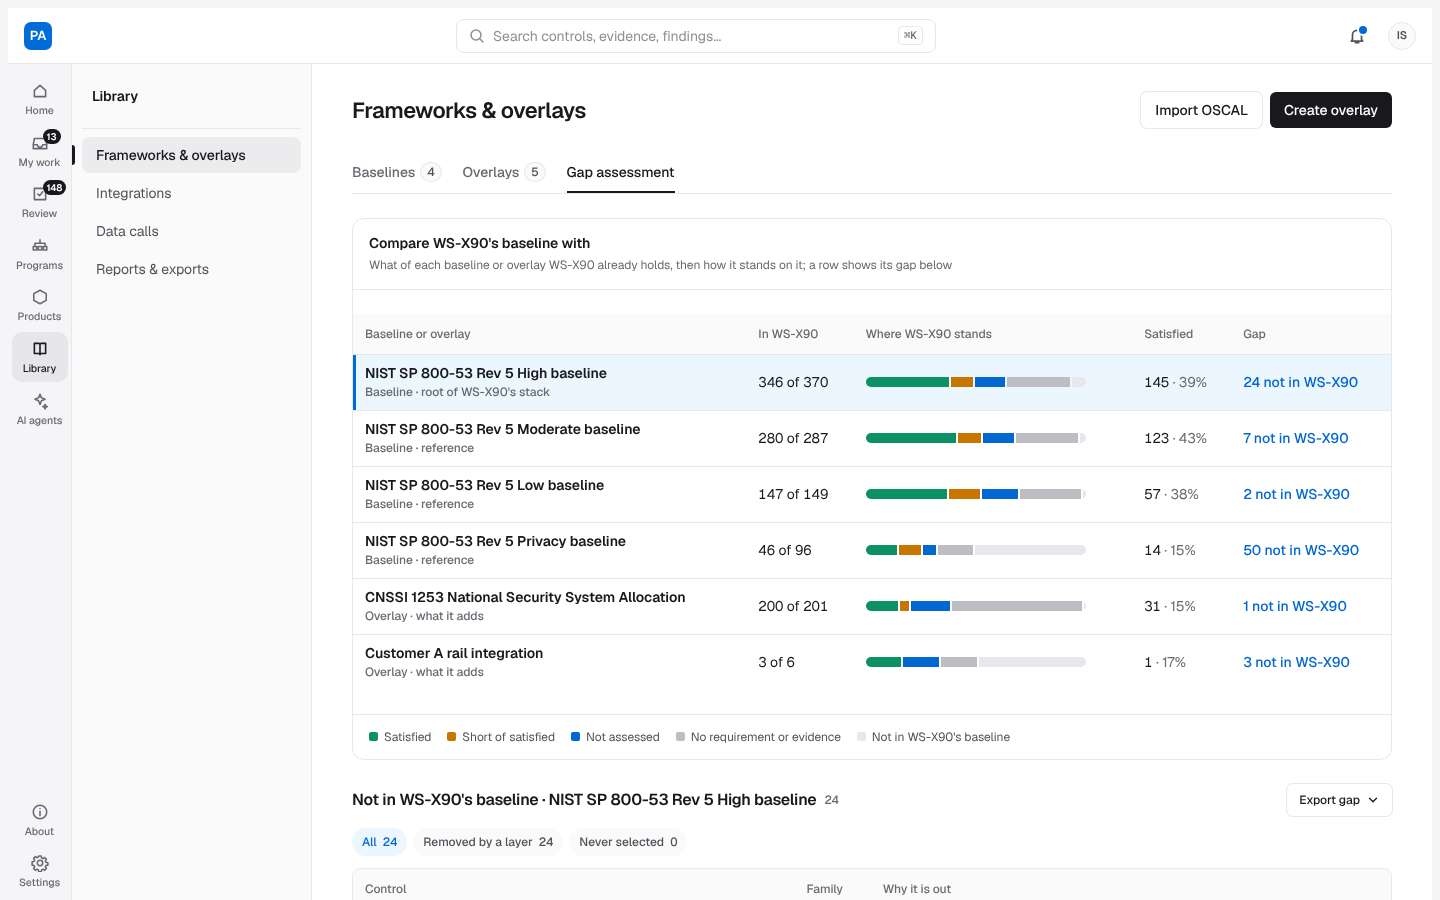 PA
Search controls, evidence, findings...
⌘K
IS
Home
13
My work
148
Review
Programs
Products
Library
AI agents
About
Settings
Library
Frameworks & overlays
Integrations
Data calls
Reports & exports
Frameworks & overlays
Import OSCAL
Create overlay
Baselines 4
Overlays 5
Gap assessment
Compare WS-X90's baseline with
What of each baseline or overlay WS-X90 already holds, then how it stands on it; a row shows its gap below
Baseline or overlay In WS-X90 Where WS-X90 stands Satisfied Gap
NIST SP 800-53 Rev 5 High baseline
Baseline · root of WS-X90's stack
346 of 370 145 · 39% 24 not in WS-X90
NIST SP 800-53 Rev 5 Moderate baseline
Baseline · reference
280 of 287 123 · 43% 7 not in WS-X90
NIST SP 800-53 Rev 5 Low baseline
Baseline · reference
147 of 149 57 · 38% 2 not in WS-X90
NIST SP 800-53 Rev 5 Privacy baseline
Baseline · reference
46 of 96 14 · 15% 50 not in WS-X90
CNSSI 1253 National Security System Allocation
Overlay · what it adds
200 of 201 31 · 15% 1 not in WS-X90
Customer A rail integration
Overlay · what it adds
3 of 6 1 · 17% 3 not in WS-X90
Satisfied Short of satisfied Not assessed No requirement or evidence Not in WS-X90's baseline
Not in WS-X90's baseline · NIST SP 800-53 Rev 5 High baseline 24
Export gap
All 24 Removed by a layer 24 Never selected 0
Control Family Why it is out